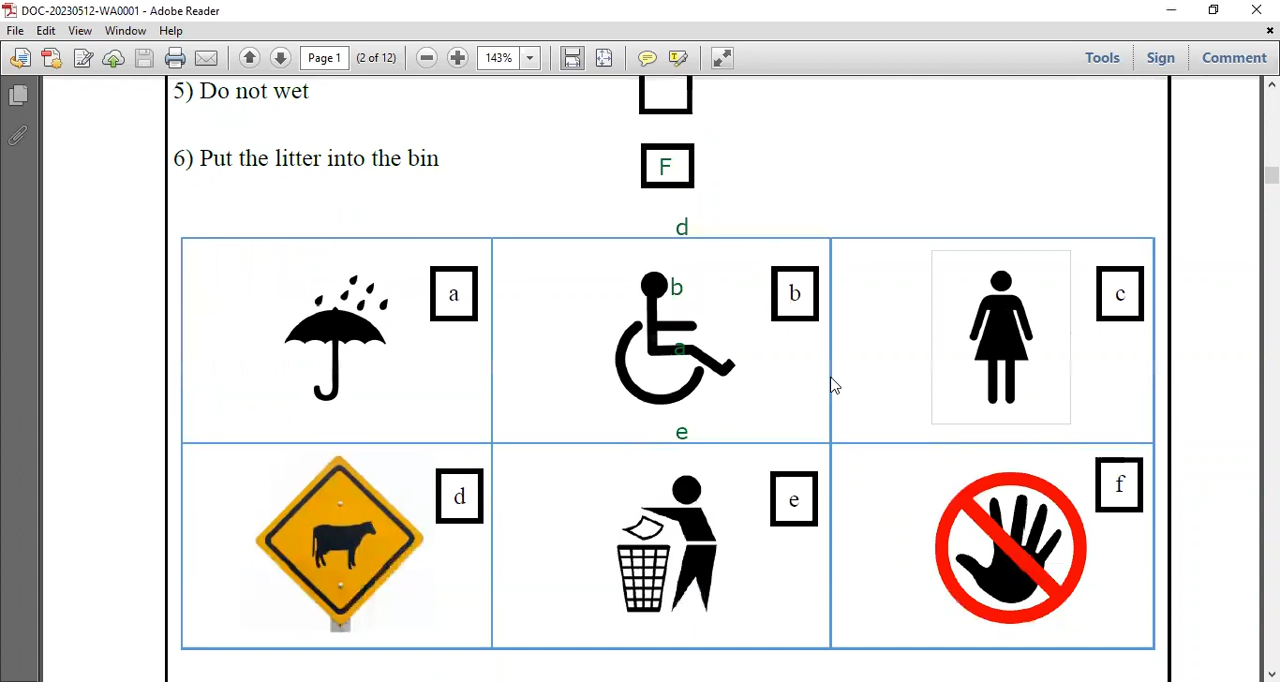 DOC-20230512-WA0001 - Adobe Reader
File Edit View Window Help
Page 1 (2 of 12) 143% Tools Sign Comment
5) Do not wet
6) Put the litter into the bin F
d
a b b c
a
e
d e f